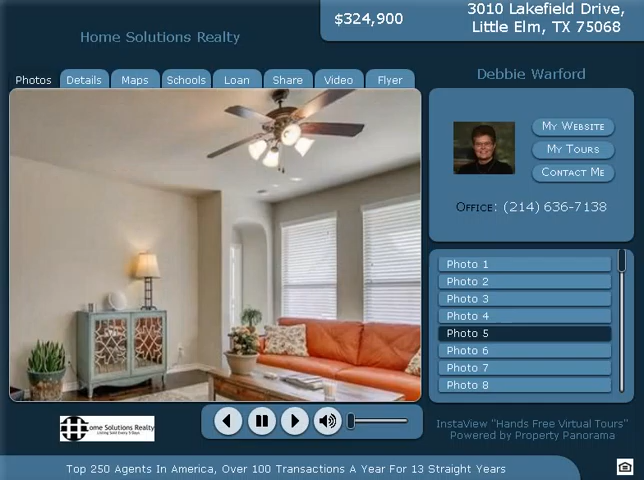 Home Solutions Realty
$324,900
3010 Lakefield Drive,
Little Elm, TX 75068
Photos
Details
Maps
Schools
Loan
Share
Video
Flyer
Debbie Warford
My Website
My Tours
Contact Me
Office: (214) 636-7138
Photo 1
Photo 2
Photo 3
Photo 4
Photo 5
Photo 6
Photo 7
Photo 8
Home Solutions Realty
InstaView "Hands Free Virtual Tours"
Powered by Property Panorama
Top 250 Agents In America, Over 100 Transactions A Year For 13 Straight Years